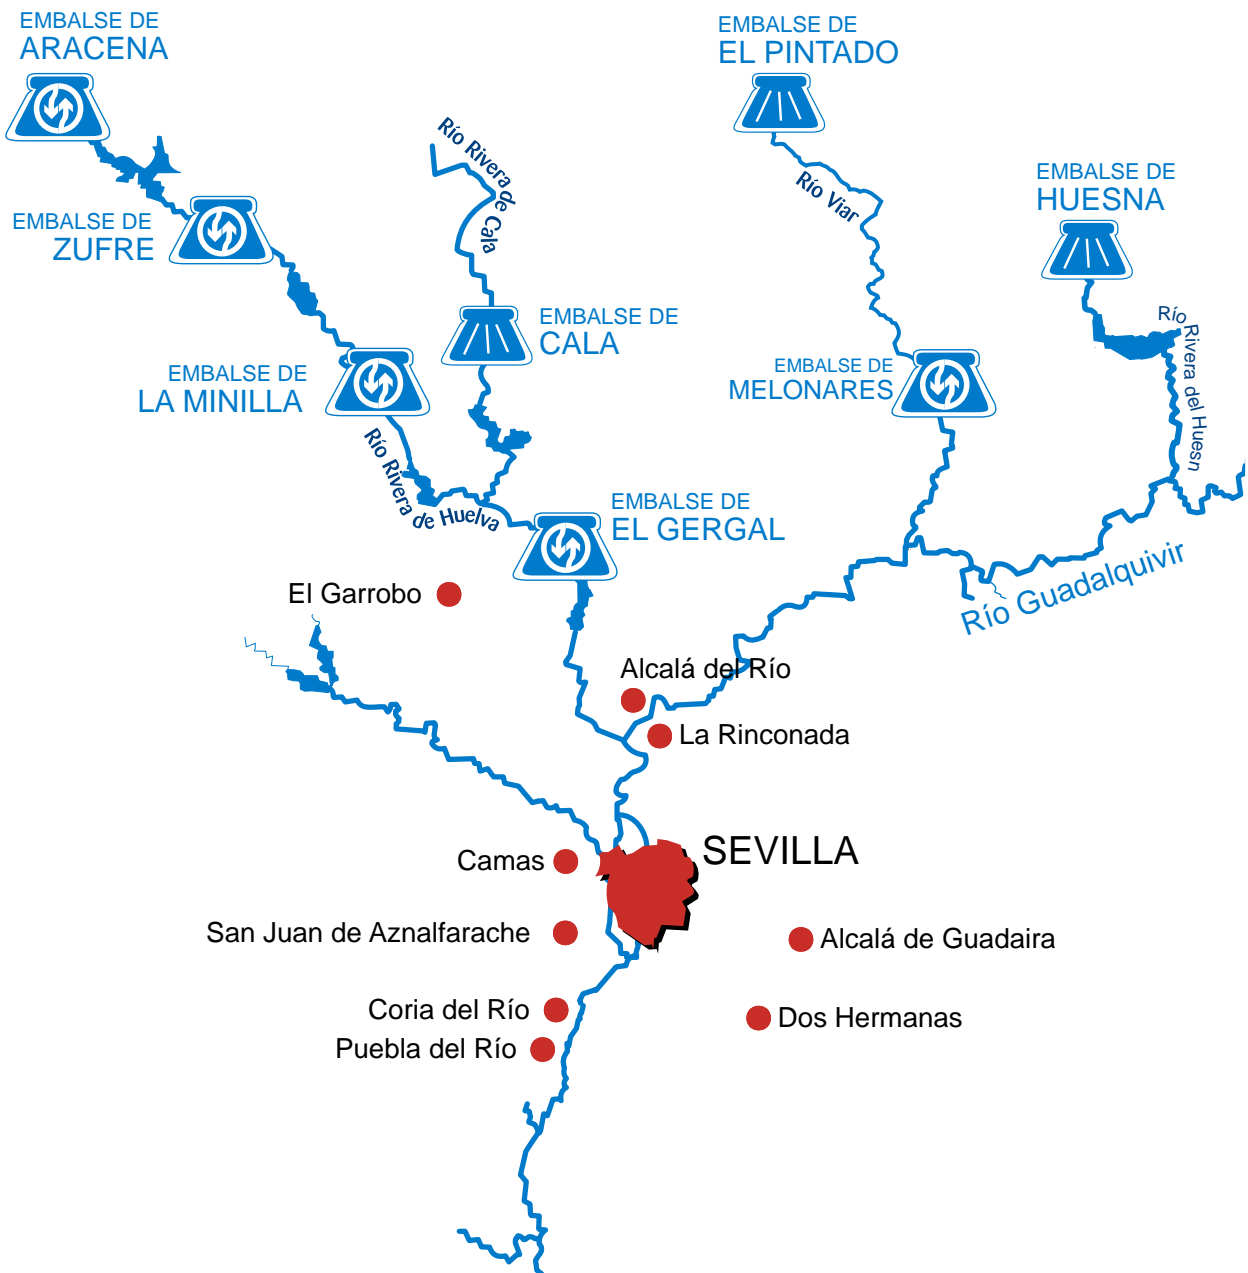 EMBALSE DE
ARACENA
EMBALSE DE
EL PINTADO
Río Rivera de Cala
EMBALSE DE
HUESNA
Río Viar
EMBALSE DE
ZUFRE
EMBALSE DE
CALA
Río Rivera del Huesn
EMBALSE DE
LA MINILLA
EMBALSE DE
MELONARES
Río Rivera de Huelva
EMBALSE DE
EL GERGAL
Río Guadalquivir
El Garrobo
Alcalá del Río
La Rinconada
SEVILLA
Camas
San Juan de Aznalfarache
Alcalá de Guadaira
Coria del Río
Dos Hermanas
Puebla del Río